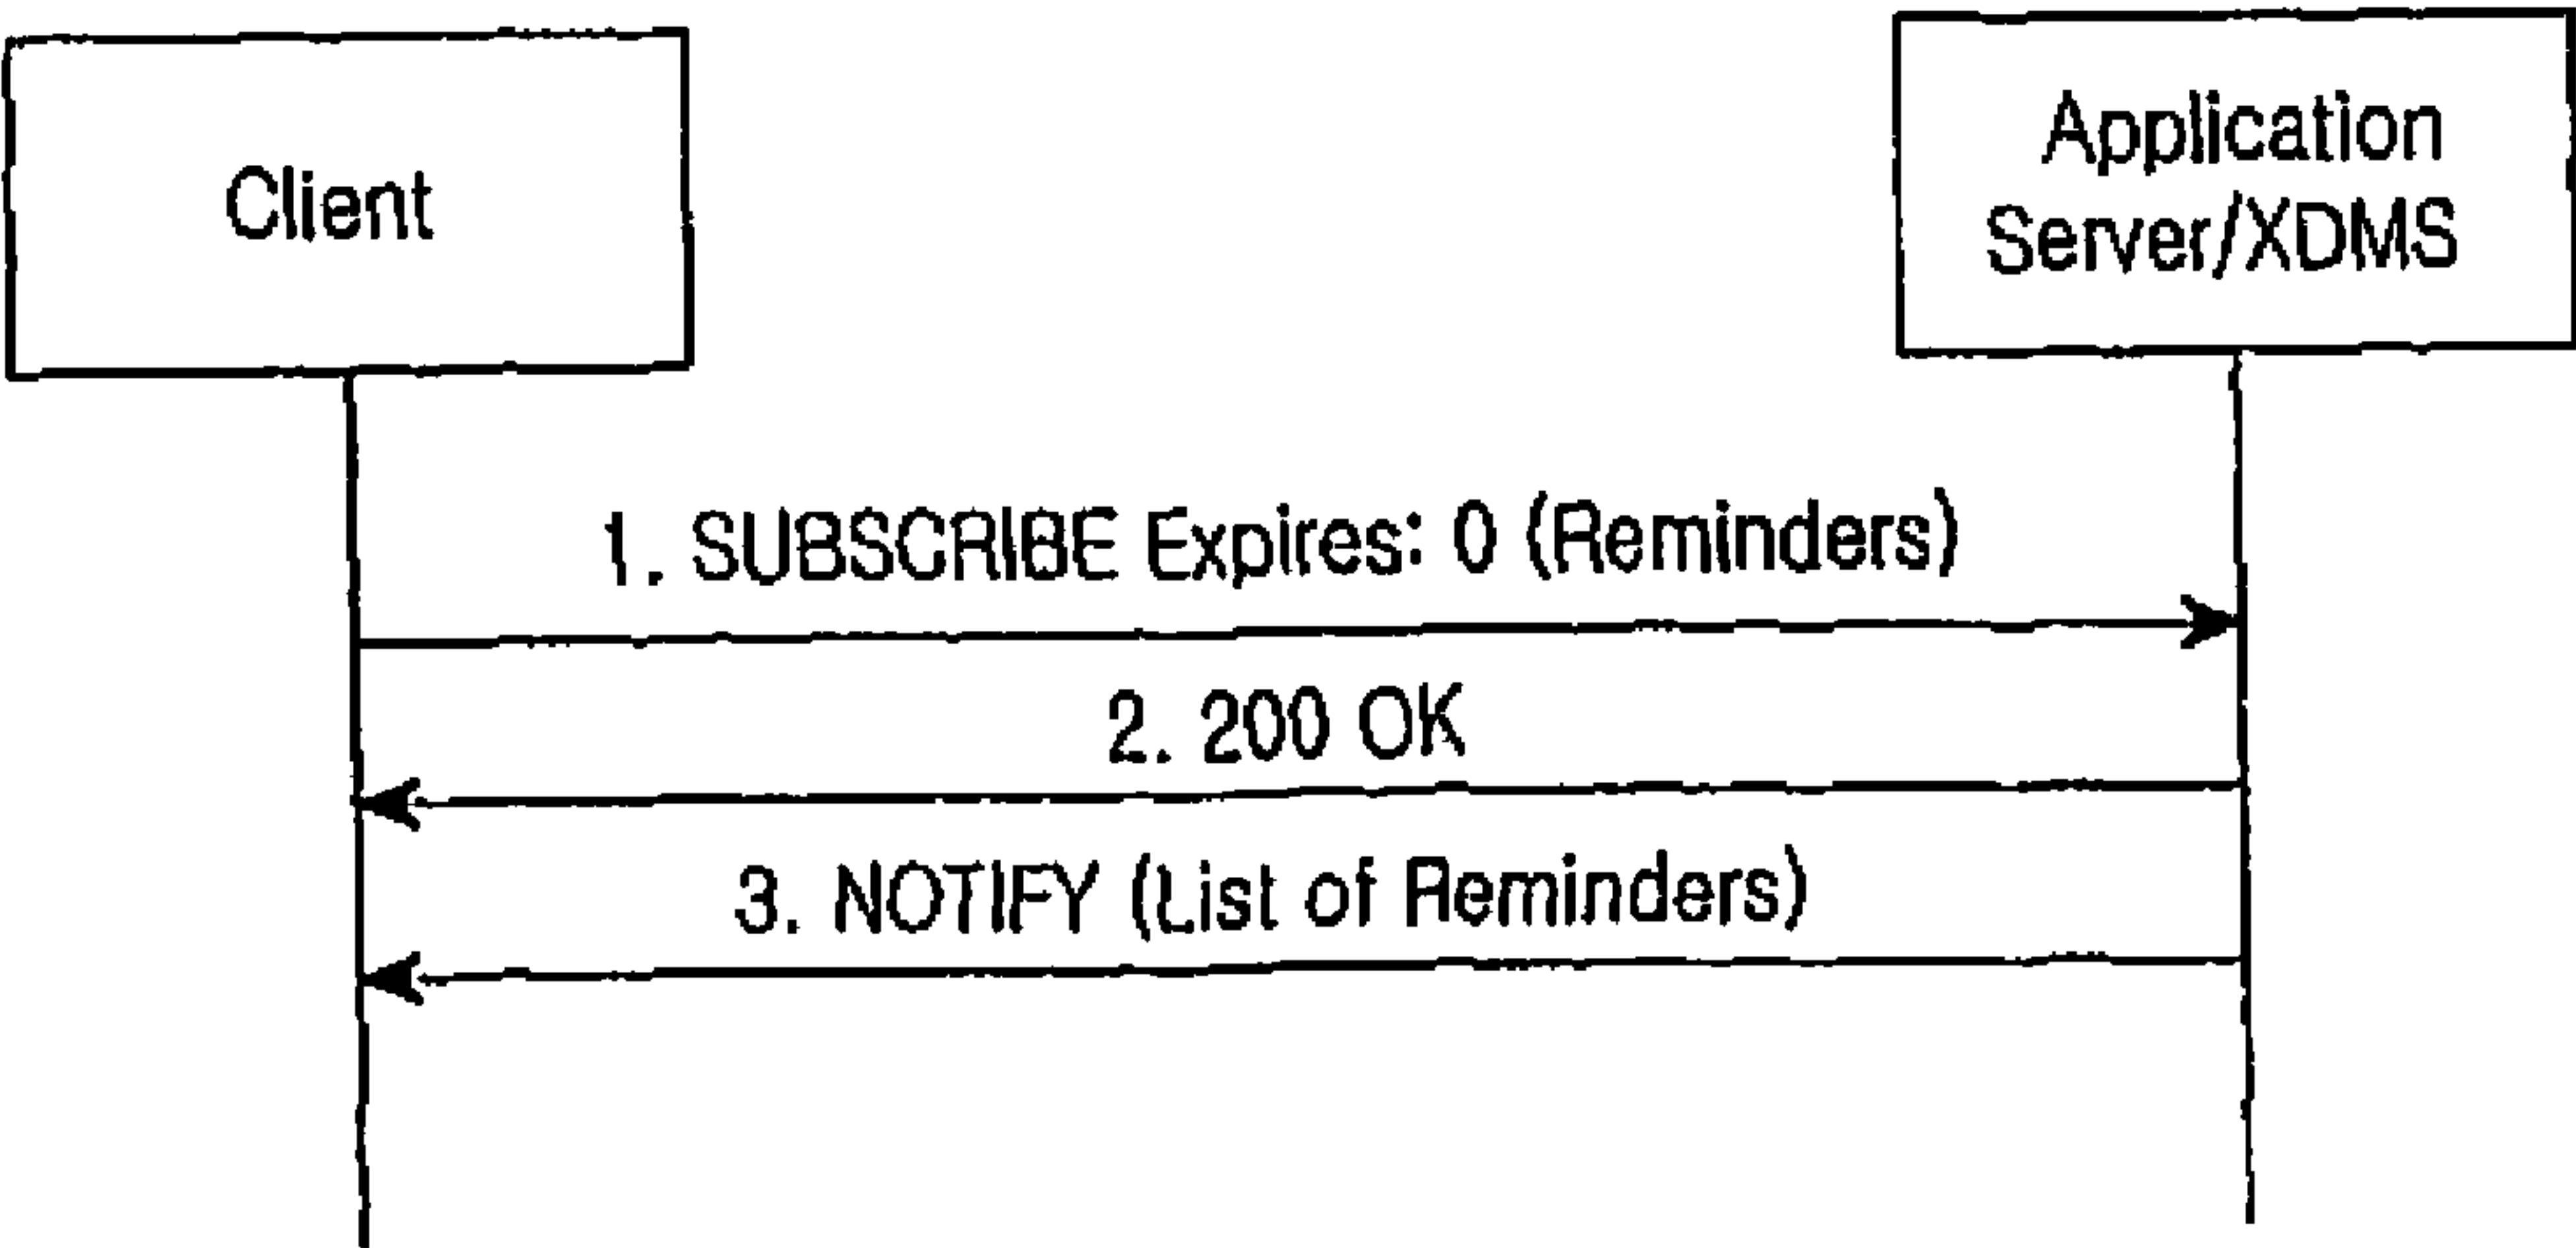 Client
Application
Server/XDMS
1. SUBSCRIBE Expires: 0 (Reminders)
2. 200 OK
3. NOTIFY (List of Reminders)